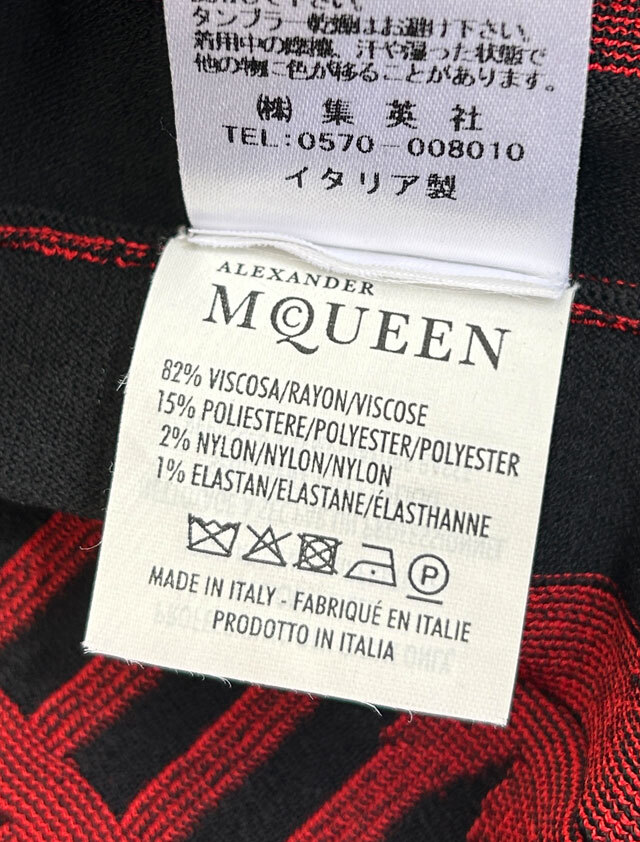 タンブラー乾燥はお避け下さい。
着用中の摩擦、汗や湿った状態で
他の物に色が移ることがあります。
(株) 集英社
TEL:0570-008010
イタリア製
ALEXANDER
McQUEEN
82% VISCOSA/RAYON/VISCOSE
15% POLIESTERE/POLYESTER/POLYESTER
2% NYLON/NYLON/NYLON
1% ELASTAN/ELASTANE/ÉLASTHANNE
P
MADE IN ITALY - FABRIQUÉ EN ITALIE
PRODOTTO IN ITALIA